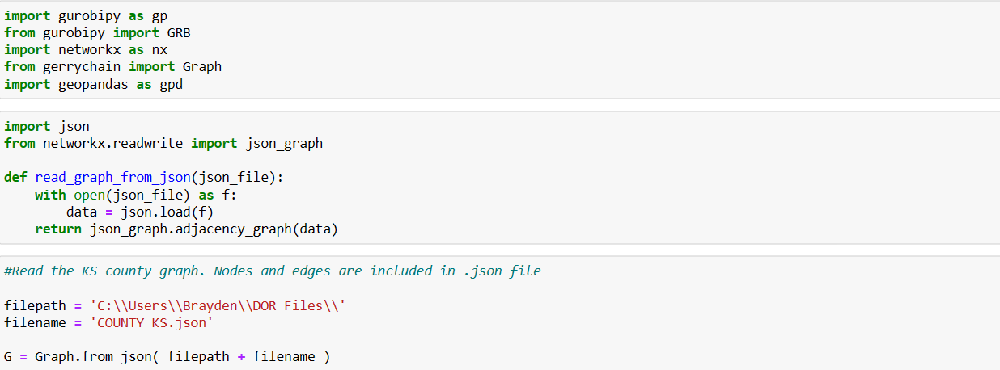 import gurobipy as gp
from gurobipy import GRB
import networkx as nx
from gerrychain import Graph
import geopandas as gpd
import json
from networkx.readwrite import json_graph
def read_graph_from_json(json_file):
    with open(json_file) as f:
        data = json.load(f)
    return json_graph.adjacency_graph(data)
#Read the KS county graph. Nodes and edges are included in .json file
filepath = 'C:\\Users\\Brayden\\DOR Files\\'
filename = 'COUNTY_KS.json'
G = Graph.from_json( filepath + filename )